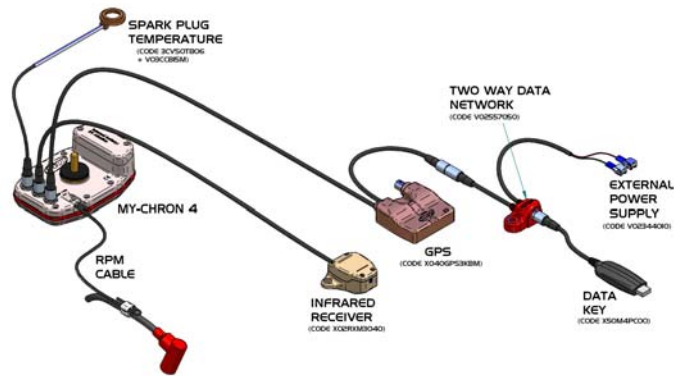 SPARK PLUG
TEMPERATURE
(CODE 3CVS0TB06
+ V03CCB15M)
TWO WAY DATA
NETWORK
(CODE V02557050)
EXTERNAL
POWER
SUPPLY
(CODE V02344010)
MY-CHRON 4
GPS
(CODE X040GPS3KBM)
RPM
CABLE
INFRARED
RECEIVER
(CODE X02RXM3040)
DATA
KEY
(CODE X50M4PC00)